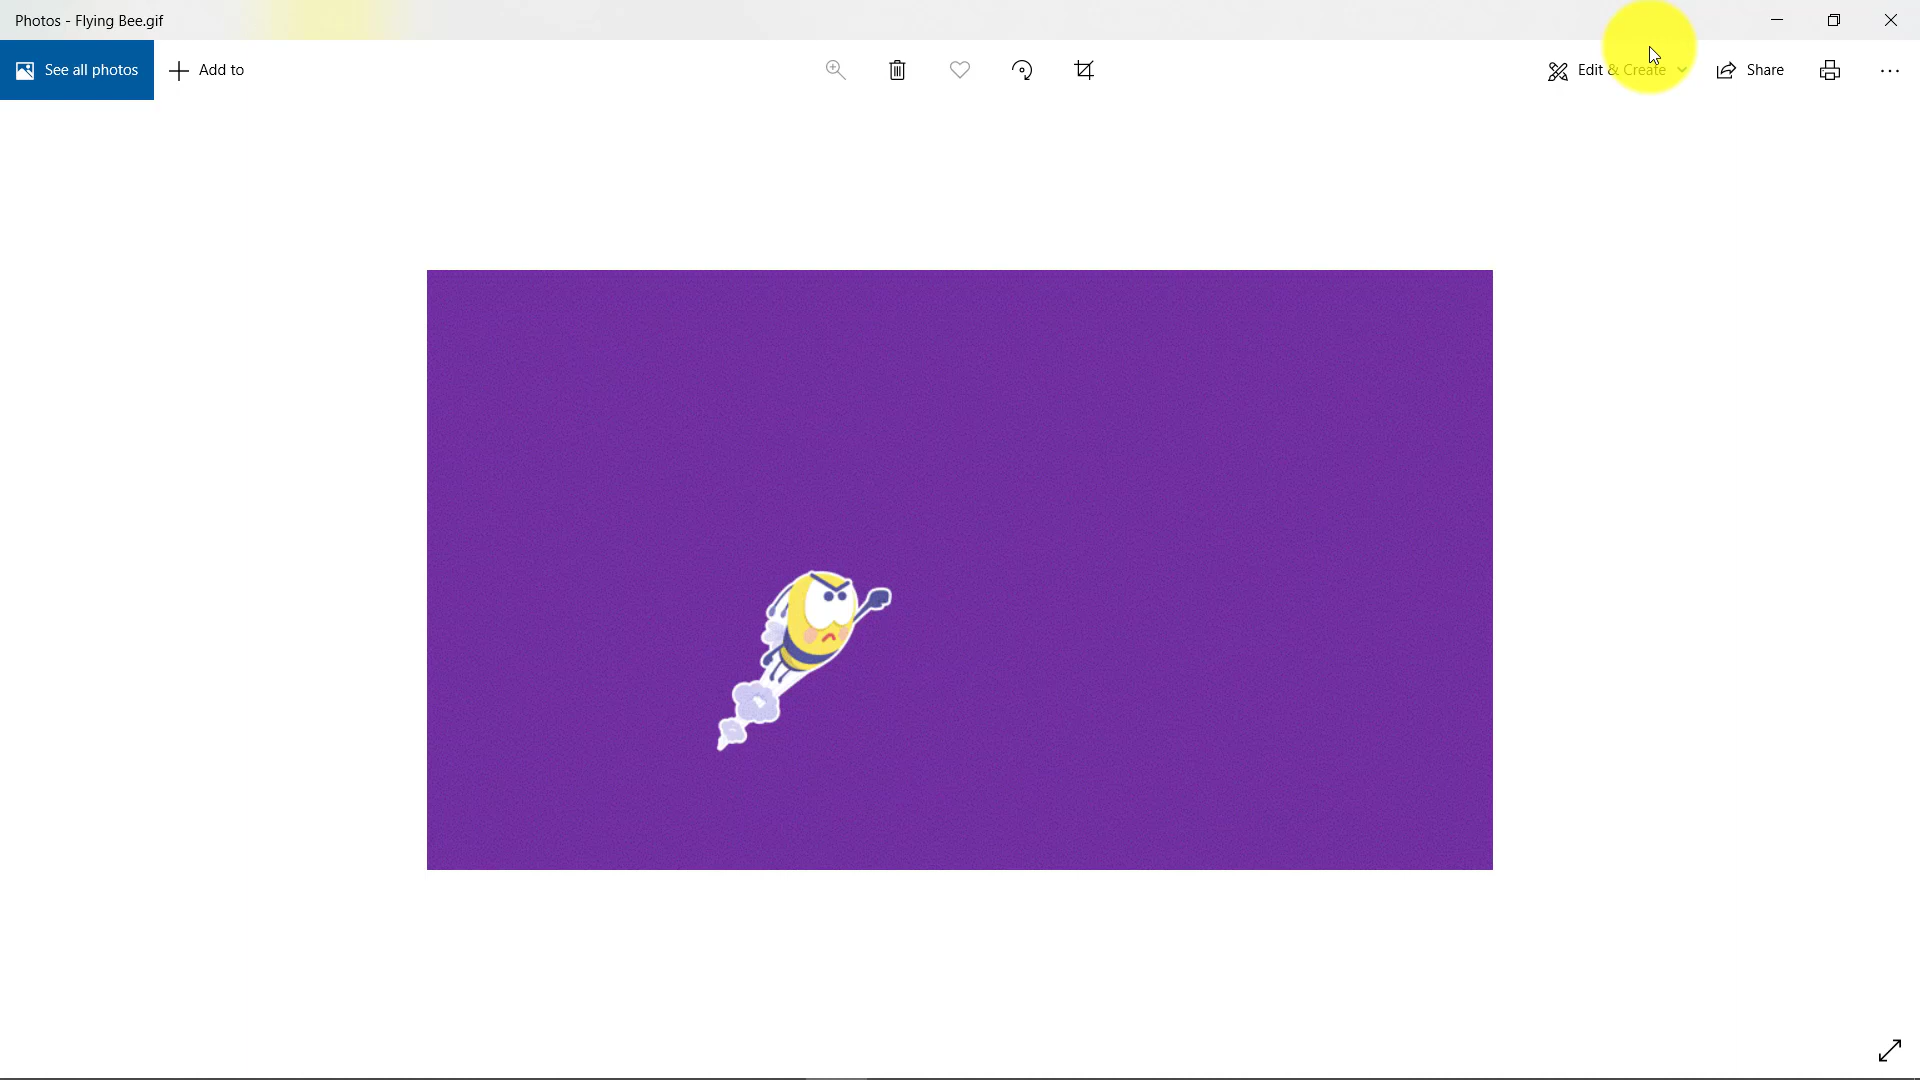 Photos - Flying Bee.gif
See all photos
Add to
Edit & Create
Share